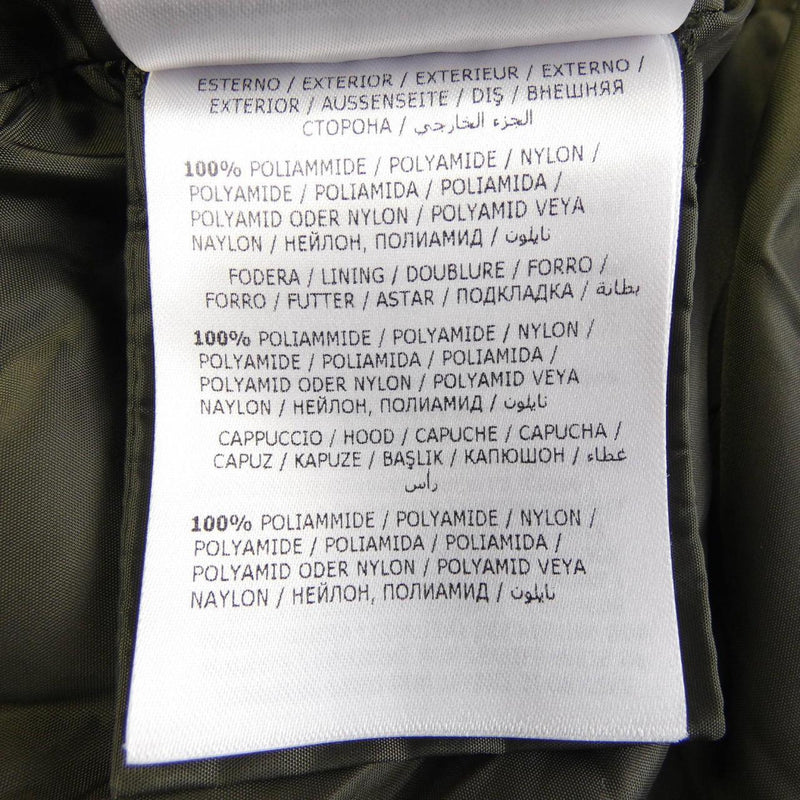 ESTERNO / EXTERIOR / EXTERIEUR / EXTERNO /
EXTERIOR / AUSSENSEITE / DIŞ / ВНЕШНЯЯ
СТОРОНА / الجزء الخارجي
100% POLIAMMIDE / POLYAMIDE / NYLON /
POLYAMIDE / POLIAMIDA / POLIAMIDA /
POLYAMID ODER NYLON / POLYAMID VEYA
NAYLON / НЕЙЛОН, ПОЛИАМИД / نايلون
FODERA / LINING / DOUBLURE / FORRO /
FORRO / FUTTER / ASTAR / ПОДКЛАДКА / بطانة
100% POLIAMMIDE / POLYAMIDE / NYLON /
POLYAMIDE / POLIAMIDA / POLIAMIDA /
POLYAMID ODER NYLON / POLYAMID VEYA
NAYLON / НЕЙЛОН, ПОЛИАМИД / نايلون
CAPPUCCIO / HOOD / CAPUCHE / CAPUCHA /
CAPUZ / KAPUZE / BAŞLIK / КАПЮШОН / غطاء
رأس
100% POLIAMMIDE / POLYAMIDE / NYLON /
POLYAMIDE / POLIAMIDA / POLIAMIDA /
POLYAMID ODER NYLON / POLYAMID VEYA
NAYLON / НЕЙЛОН, ПОЛИАМИД / نايلون